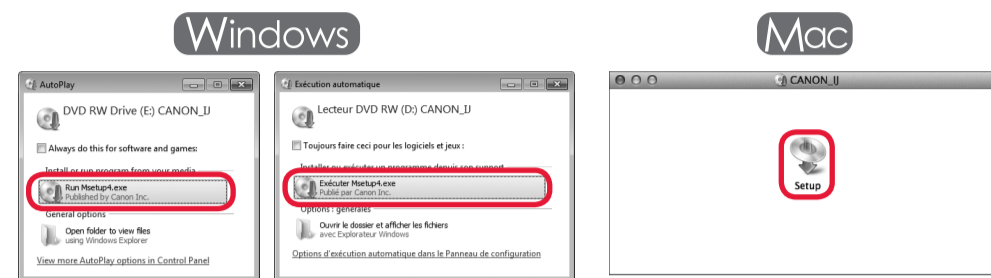 Windows
Mac
AutoPlay
DVD RW Drive (E:) CANON_IJ
Always do this for software and games:
Install or run program from your media
Run Msetup4.exe
Published by Canon Inc.
General options
Open folder to view files
using Windows Explorer
View more AutoPlay options in Control Panel
Exécution automatique
Lecteur DVD RW (D:) CANON_IJ
Toujours faire ceci pour les logiciels et jeux :
Installer ou exécuter un programme depuis son support
Exécuter Msetup4.exe
Publié par Canon Inc.
Options : générales
Ouvrir le dossier et afficher les fichiers
avec Explorateur Windows
Options d'exécution automatique dans le Panneau de configuration
CANON_IJ
Setup